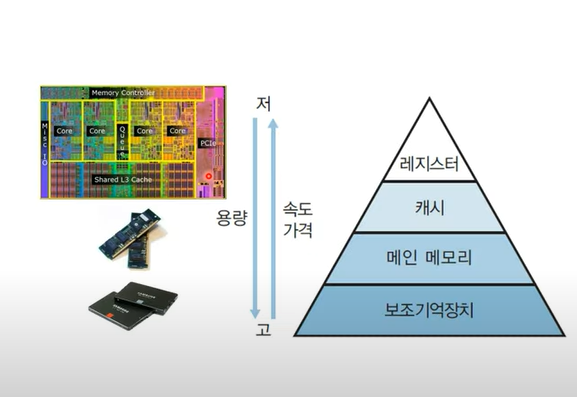 Memory Controller
Misc IO
Core
Core
Queue
Core
Core
PCIe
Shared L3 Cache
저
용량
속도
가격
고
레지스터
캐시
메인 메모리
보조기억장치